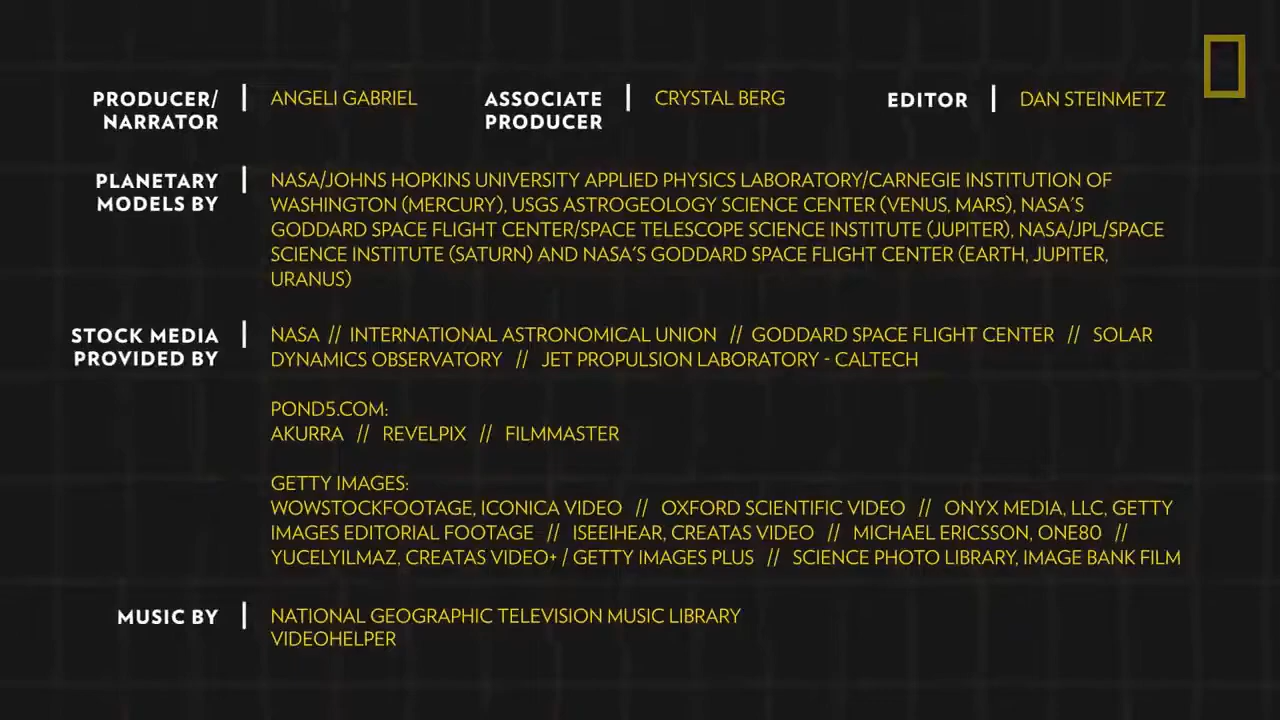 PRODUCER/ NARRATOR | ANGELI GABRIEL
ASSOCIATE PRODUCER | CRYSTAL BERG
EDITOR | DAN STEINMETZ
PLANETARY MODELS BY | NASA/JOHNS HOPKINS UNIVERSITY APPLIED PHYSICS LABORATORY/CARNEGIE INSTITUTION OF
WASHINGTON (MERCURY), USGS ASTROGEOLOGY SCIENCE CENTER (VENUS, MARS), NASA'S
GODDARD SPACE FLIGHT CENTER/SPACE TELESCOPE SCIENCE INSTITUTE (JUPITER), NASA/JPL/SPACE
SCIENCE INSTITUTE (SATURN) AND NASA'S GODDARD SPACE FLIGHT CENTER (EARTH, JUPITER,
URANUS)
STOCK MEDIA PROVIDED BY | NASA // INTERNATIONAL ASTRONOMICAL UNION // GODDARD SPACE FLIGHT CENTER // SOLAR
DYNAMICS OBSERVATORY // JET PROPULSION LABORATORY - CALTECH
POND5.COM:
AKURRA // REVELPIX // FILMMASTER
GETTY IMAGES:
WOWSTOCKFOOTAGE, ICONICA VIDEO // OXFORD SCIENTIFIC VIDEO // ONYX MEDIA, LLC, GETTY
IMAGES EDITORIAL FOOTAGE // ISEEIHEAR, CREATAS VIDEO // MICHAEL ERICSSON, ONE80 //
YUCELYILMAZ, CREATAS VIDEO+ / GETTY IMAGES PLUS // SCIENCE PHOTO LIBRARY, IMAGE BANK FILM
MUSIC BY | NATIONAL GEOGRAPHIC TELEVISION MUSIC LIBRARY
VIDEOHELPER